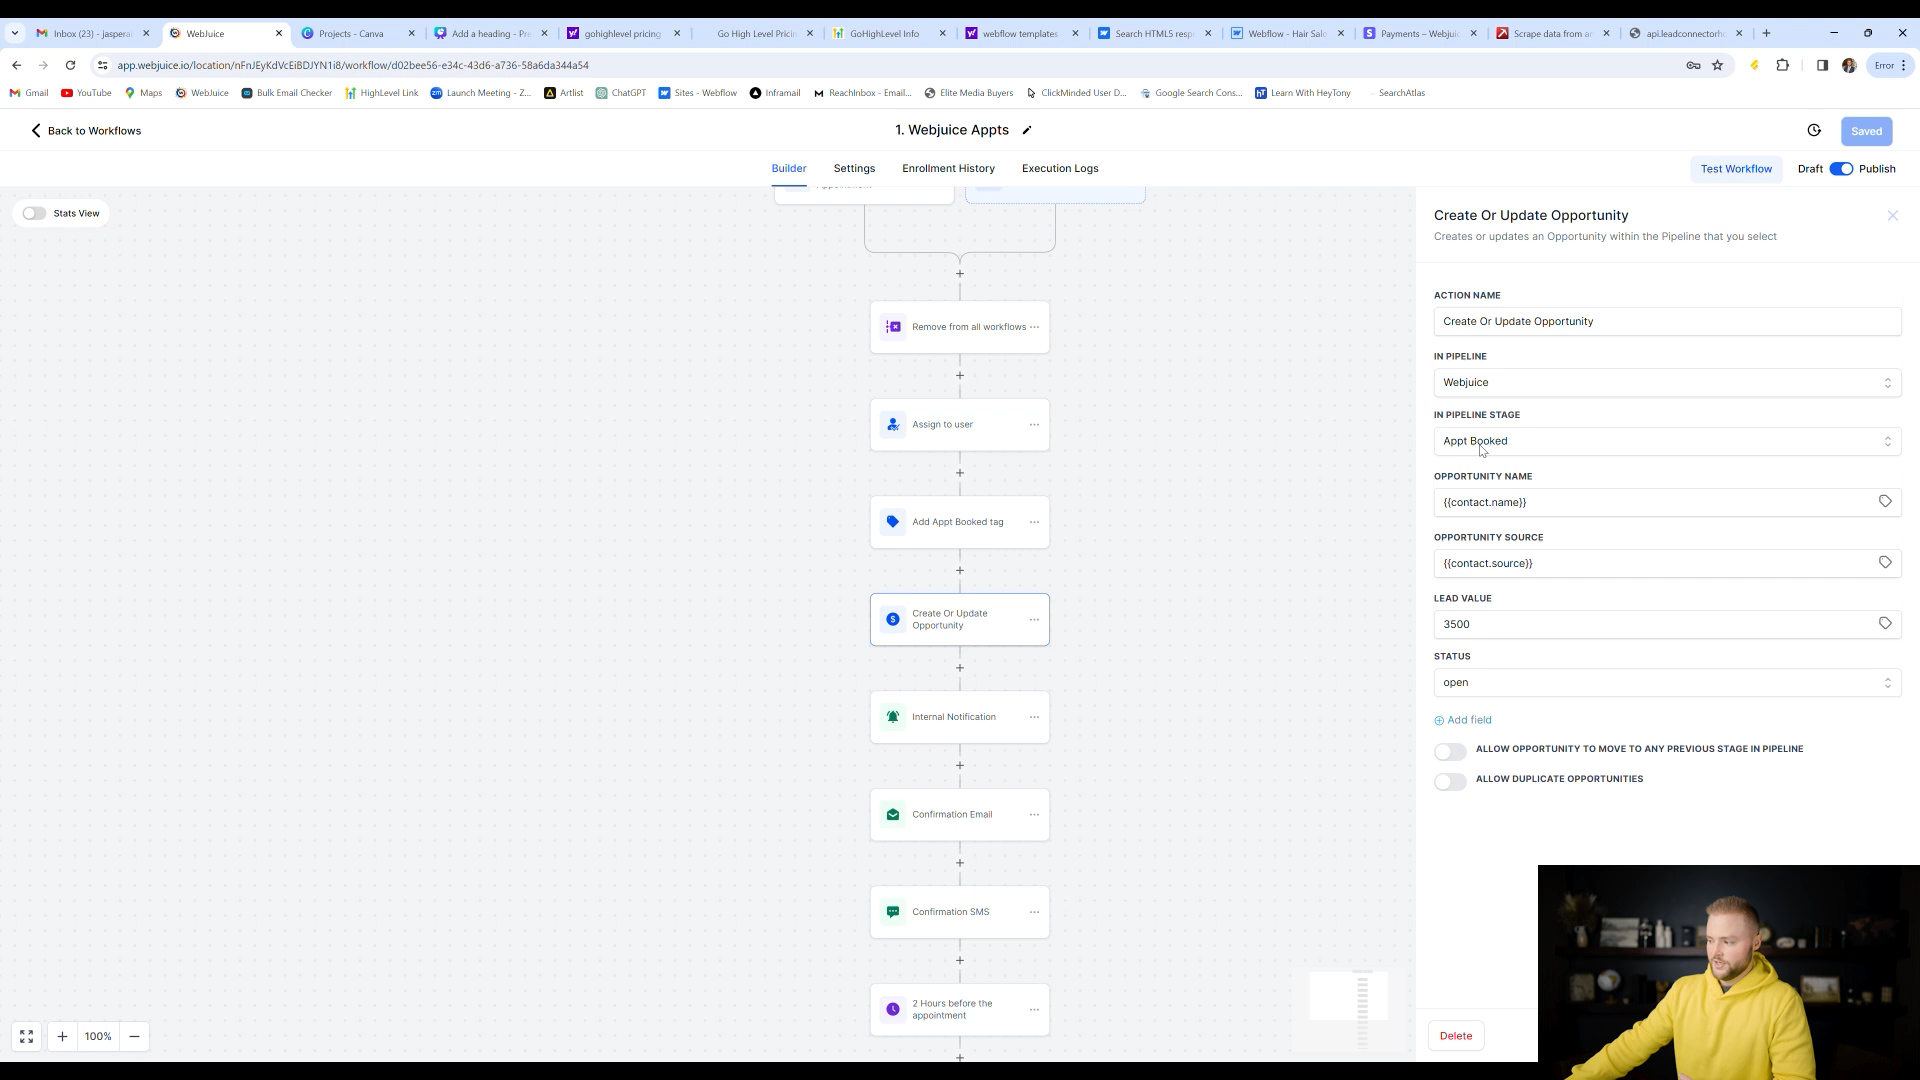 Inbox (23) - jaspera
WebJuice
Projects - Canva
Add a heading - Pre
gohighlevel pricing
Go High Level Pricin
GoHighLevel Info
webflow templates
Search HTML5 resp
Webflow - Hair Salo
Payments – Webjuic
Scrape data from an
api.leadconnectorho
app.webjuice.io/location/nFnJEyKdVcEiBDJYN1i8/workflow/d02bee56-e34c-43d6-a736-58a6da344a54
Error
Gmail
YouTube
Maps
WebJuice
Bulk Email Checker
HighLevel Link
Launch Meeting - Z...
Artlist
ChatGPT
Sites - Webflow
Inframail
ReachInbox - Email...
Elite Media Buyers
ClickMinded User D...
Google Search Cons...
Learn With HeyTony
SearchAtlas
Back to Workflows
1. Webjuice Appts
Saved
Builder
Settings
Enrollment History
Execution Logs
Test Workflow
Draft
Publish
Stats View
Remove from all workflows
Assign to user
Add Appt Booked tag
Create Or Update
Opportunity
Internal Notification
Confirmation Email
Confirmation SMS
2 Hours before the
appointment
100%
Create Or Update Opportunity
Creates or updates an Opportunity within the Pipeline that you select
ACTION NAME
Create Or Update Opportunity
IN PIPELINE
Webjuice
IN PIPELINE STAGE
Appt Booked
OPPORTUNITY NAME
{{contact.name}}
OPPORTUNITY SOURCE
{{contact.source}}
LEAD VALUE
3500
STATUS
open
Add field
ALLOW OPPORTUNITY TO MOVE TO ANY PREVIOUS STAGE IN PIPELINE
ALLOW DUPLICATE OPPORTUNITIES
Delete